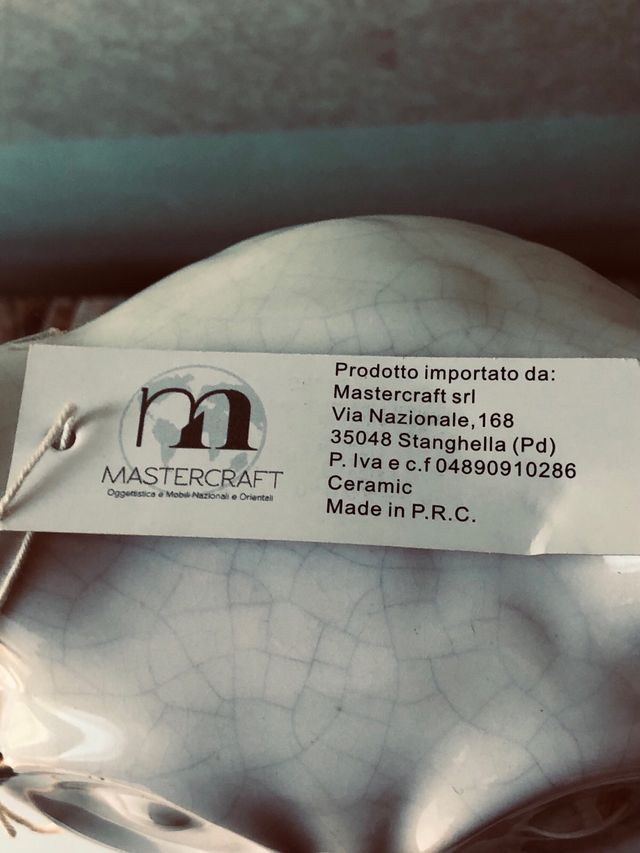 m
MASTERCRAFT
Oggettistica e Mobili Nazionali e Orientali
Prodotto importato da:
Mastercraft srl
Via Nazionale,168
35048 Stanghella (Pd)
P. Iva e c.f 04890910286
Ceramic
Made in P.R.C.